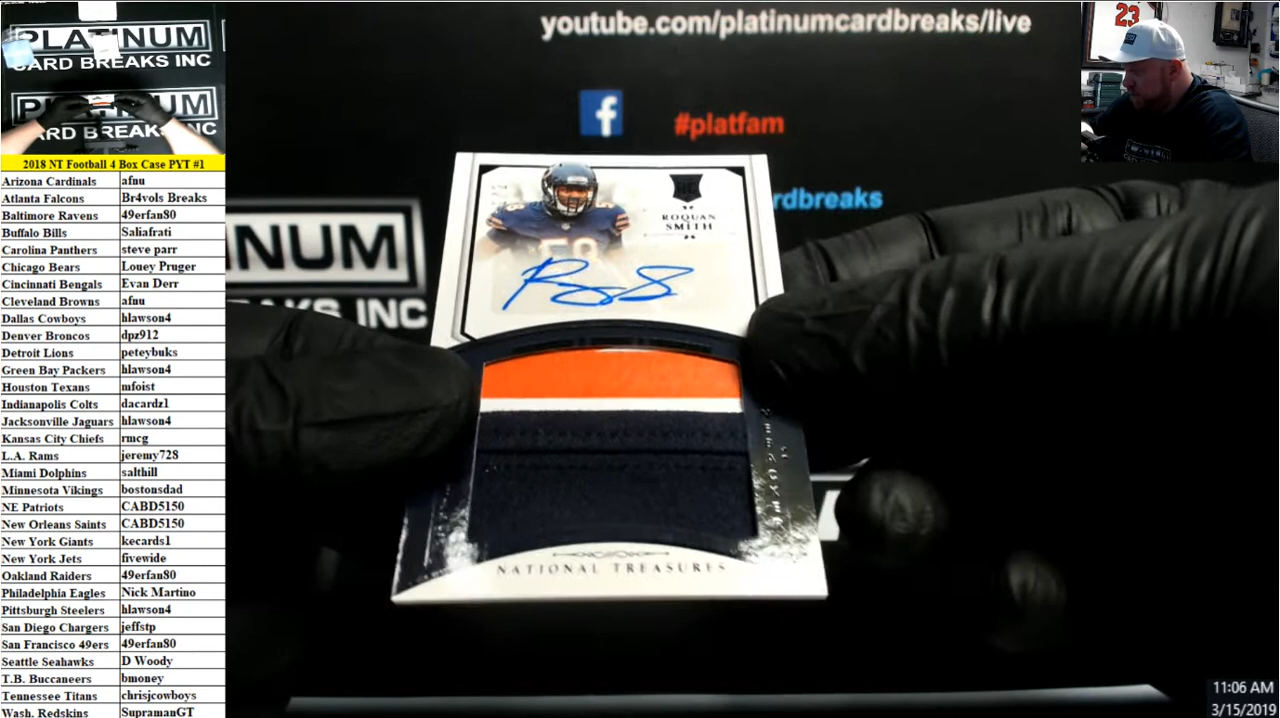 PLATINUM
CARD BREAKS INC
2018 NT Football 4 Box Case PYT #1
Arizona Cardinals afnu
Atlanta Falcons Br4vols Breaks
Baltimore Ravens 49erfan80
Buffalo Bills Saliafrati
Carolina Panthers steve parr
Chicago Bears Louey Pruger
Cincinnati Bengals Evan Derr
Cleveland Browns afnu
Dallas Cowboys hlawson4
Denver Broncos dpz912
Detroit Lions peteybuks
Green Bay Packers hlawson4
Houston Texans mfoist
Indianapolis Colts dacardz1
Jacksonville Jaguars hlawson4
Kansas City Chiefs rmcg
L.A. Rams jeremy728
Miami Dolphins salthill
Minnesota Vikings bostonsdad
NE Patriots CABD5150
New Orleans Saints CABD5150
New York Giants kecards1
New York Jets fivewide
Oakland Raiders 49erfan80
Philadelphia Eagles Nick Martino
Pittsburgh Steelers hlawson4
San Diego Chargers jeffstp
San Francisco 49ers 49erfan80
Seattle Seahawks D Woody
T.B. Buccaneers bmoney
Tennessee Titans chrisjcowboys
Wash. Redskins SupramanGT
youtube.com/platinumcardbreaks/live
f
#platfam
rdbreaks
NUM
KS INC
ROQUAN
SMITH
NATIONAL TREASURES
23
11:06 AM
3/15/2019